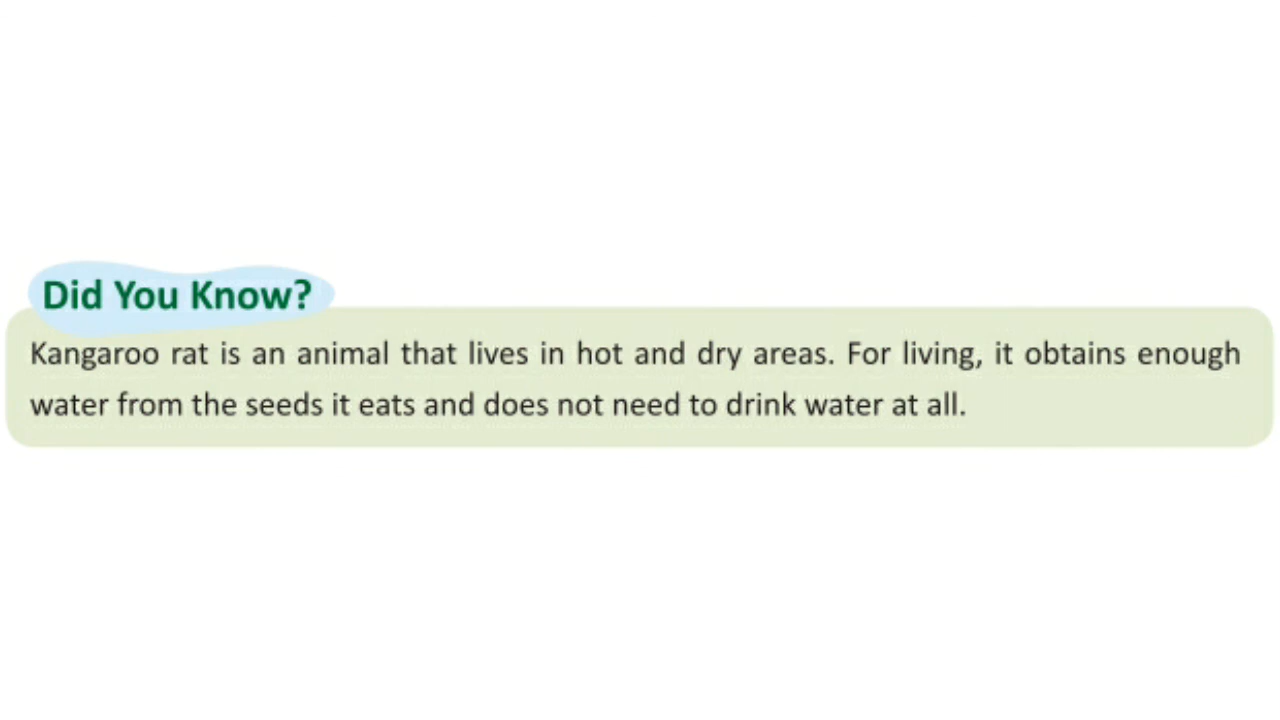 Did You Know?
Kangaroo rat is an animal that lives in hot and dry areas. For living, it obtains enough
water from the seeds it eats and does not need to drink water at all.